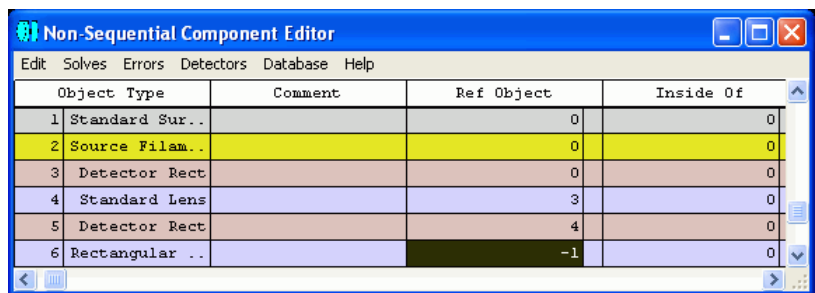 Non-Sequential Component Editor
Edit Solves Errors Detectors Database Help
Object Type Comment Ref Object Inside Of
1 Standard Sur.. 0 0
2 Source Filam.. 0 0
3 Detector Rect 0 0
4 Standard Lens 3 0
5 Detector Rect 4 0
6 Rectangular .. -1 0